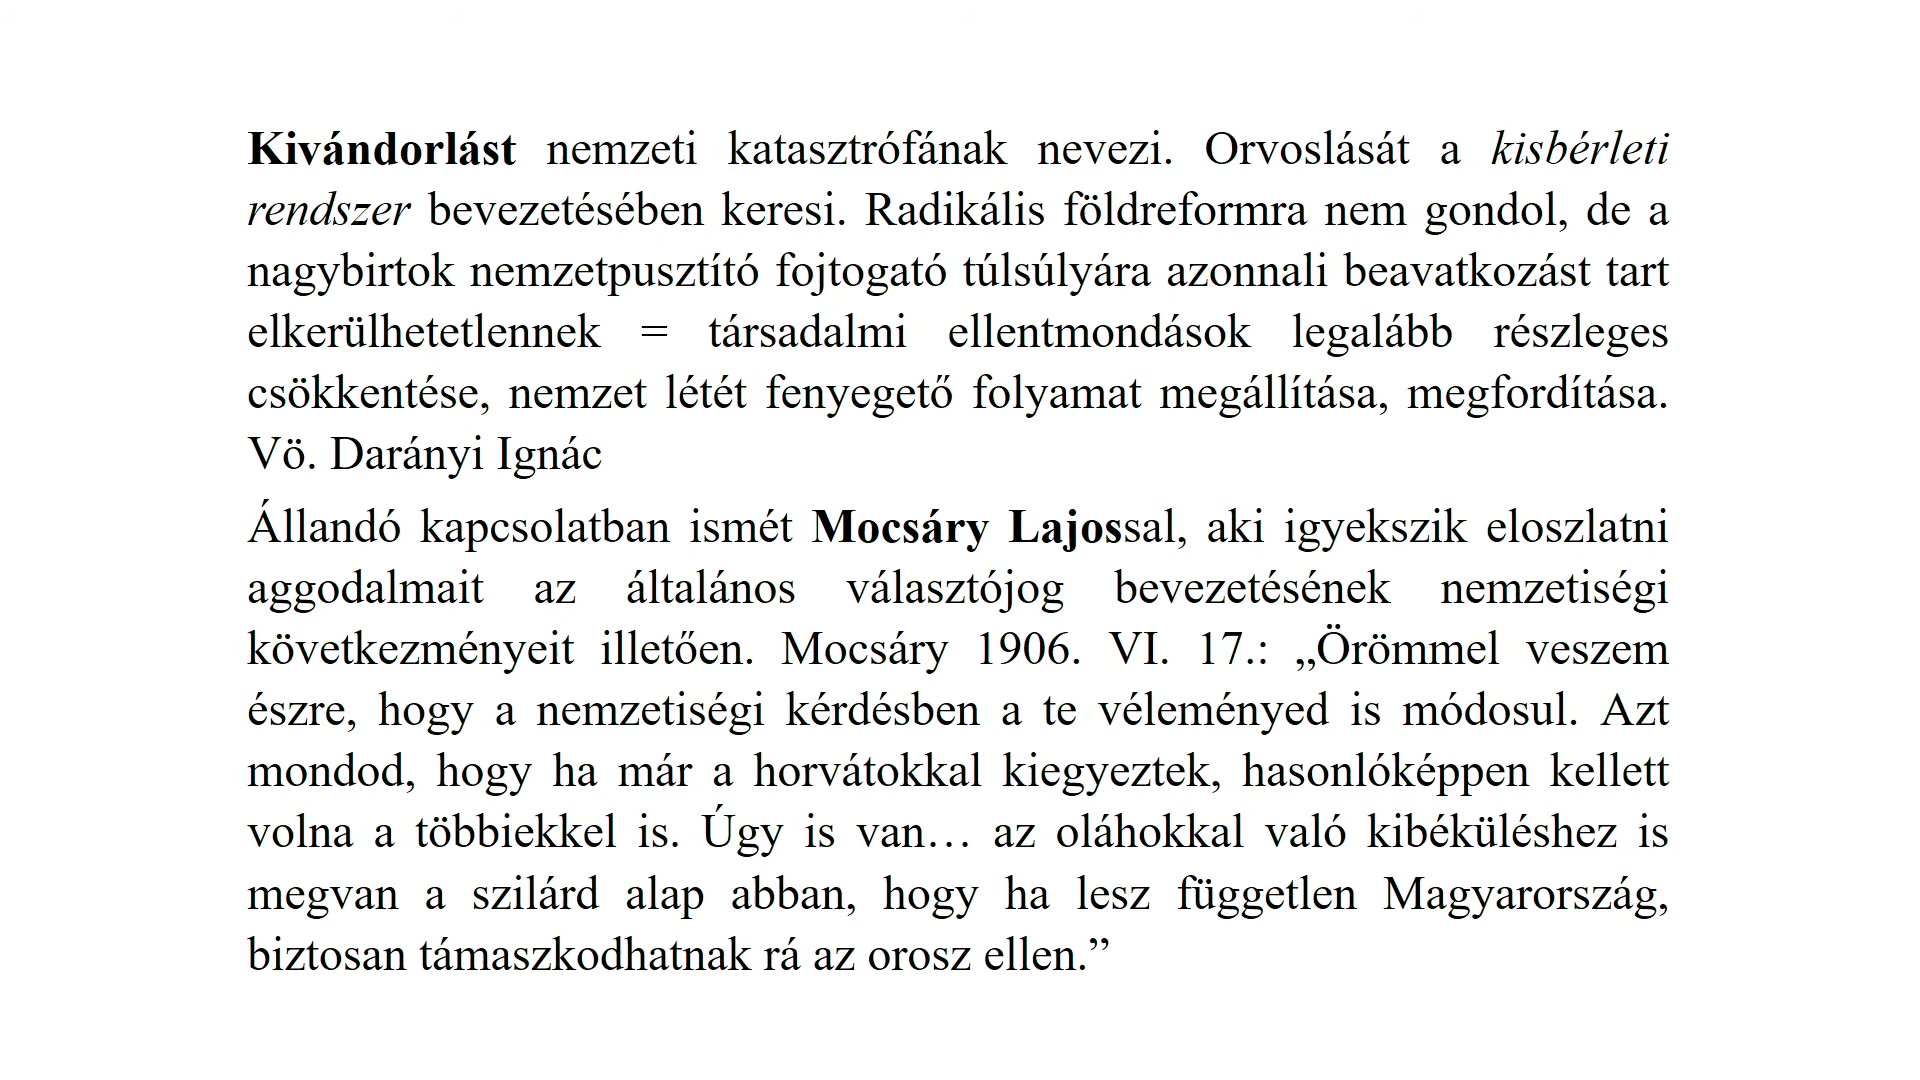 Kivándorlást nemzeti katasztrófának nevezi. Orvoslását a kisbérleti
rendszer bevezetésében keresi. Radikális földreformra nem gondol, de a
nagybirtok nemzetpusztító fojtogató túlsúlyára azonnali beavatkozást tart
elkerülhetetlennek = társadalmi ellentmondások legalább részleges
csökkentése, nemzet létét fenyegető folyamat megállítása, megfordítása.
Vö. Darányi Ignác
Állandó kapcsolatban ismét Mocsáry Lajossal, aki igyekszik eloszlatni
aggodalmait az általános választójog bevezetésének nemzetiségi
következményeit illetően. Mocsáry 1906. VI. 17.: „Örömmel veszem
észre, hogy a nemzetiségi kérdésben a te véleményed is módosul. Azt
mondod, hogy ha már a horvátokkal kiegyeztek, hasonlóképpen kellett
volna a többiekkel is. Úgy is van… az oláhokkal való kibéküléshez is
megvan a szilárd alap abban, hogy ha lesz független Magyarország,
biztosan támaszkodhatnak rá az orosz ellen.”